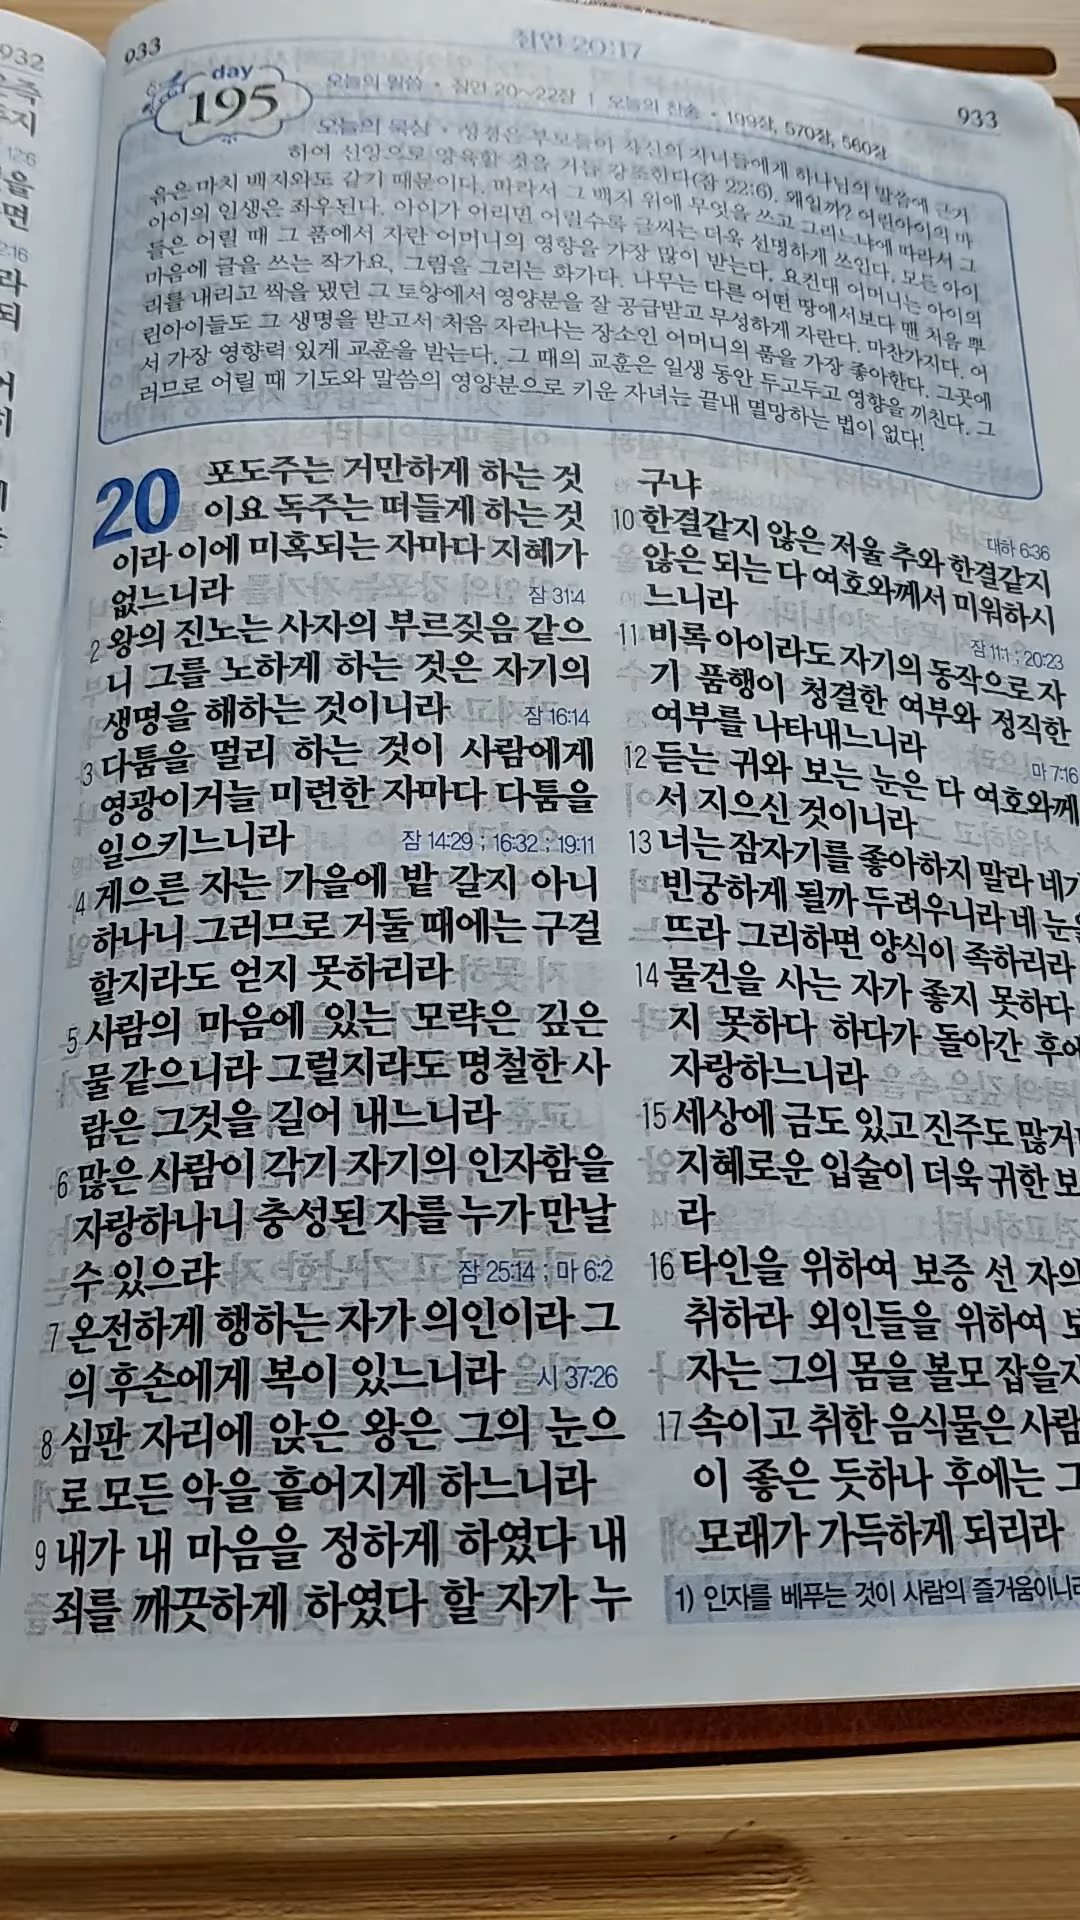 932
933
잠언 20:17
933
day
195
오늘의 말씀 · 잠언 20~22장 | 오늘의 찬송 · 199장, 570장, 560장
오늘의 묵상 · 성경은 부모들이 자신의 자녀들에게 하나님의 말씀에 근거
하여 신앙으로 양육할 것을 거듭 강조한다(잠 22:6). 왜일까? 어린아이의 마
음은 마치 백지와도 같기 때문이다. 따라서 그 백지 위에 무엇을 쓰고 그리느냐에 따라서 그
아이의 인생은 좌우된다. 아이가 어리면 어릴수록 글씨는 더욱 선명하게 쓰인다. 모든 아이
들은 어릴 때 그 품에서 자란 어머니의 영향을 가장 많이 받는다. 요컨대 어머니는 아이의
마음에 글을 쓰는 작가요, 그림을 그리는 화가다. 나무는 다른 어떤 땅에서보다 맨 처음 뿌
리를 내리고 싹을 냈던 그 토양에서 영양분을 잘 공급받고 무성하게 자란다. 마찬가지다. 어
린아이들도 그 생명을 받고서 처음 자라나는 장소인 어머니의 품을 가장 좋아한다. 그곳에
서 가장 영향력 있게 교훈을 받는다. 그 때의 교훈은 일생 동안 두고두고 영향을 끼친다. 그
러므로 어릴 때 기도와 말씀의 영양분으로 키운 자녀는 끝내 멸망하는 법이 없다!
20 포도주는 거만하게 하는 것
이요 독주는 떠들게 하는 것
이라 이에 미혹되는 자마다 지혜가
없느니라 잠 31:4
2 왕의 진노는 사자의 부르짖음 같으
니 그를 노하게 하는 것은 자기의
생명을 해하는 것이니라 잠 16:14
3 다툼을 멀리 하는 것이 사람에게
영광이거늘 미련한 자마다 다툼을
일으키느니라 잠 14:29 ; 16:32 ; 19:11
4 게으른 자는 가을에 밭 갈지 아니
하나니 그러므로 거둘 때에는 구걸
할지라도 얻지 못하리라
5 사람의 마음에 있는 모략은 깊은
물 같으니라 그럴지라도 명철한 사
람은 그것을 길어 내느니라
6 많은 사람이 각기 자기의 인자함을
자랑하나니 충성된 자를 누가 만날
수 있으랴 잠 25:14 ; 마 6:2
7 온전하게 행하는 자가 의인이라 그
의 후손에게 복이 있느니라 시 37:26
8 심판 자리에 앉은 왕은 그의 눈으
로 모든 악을 흩어지게 하느니라
9 내가 내 마음을 정하게 하였다 내
죄를 깨끗하게 하였다 할 자가 누
구냐 대하 6:36
10 한결같지 않은 저울 추와 한결같지
않은 되는 다 여호와께서 미워하시
느니라 잠 11:1 ; 20:23
11 비록 아이라도 자기의 동작으로 자
기 품행이 청결한 여부와 정직한
여부를 나타내느니라 마 7:16
12 듣는 귀와 보는 눈은 다 여호와께
서 지으신 것이니라
13 너는 잠자기를 좋아하지 말라 네가
빈궁하게 될까 두려우니라 네 눈을
뜨라 그리하면 양식이 족하리라
14 물건을 사는 자가 좋지 못하다
지 못하다 하다가 돌아간 후에
자랑하느니라
15 세상에 금도 있고 진주도 많거
지혜로운 입술이 더욱 귀한 보
라
16 타인을 위하여 보증 선 자의
취하라 외인들을 위하여 보
자는 그의 몸을 볼모 잡을지
17 속이고 취한 음식물은 사람
이 좋은 듯하나 후에는 그
모래가 가득하게 되리라
1) 인자를 베푸는 것이 사람의 즐거움이니라